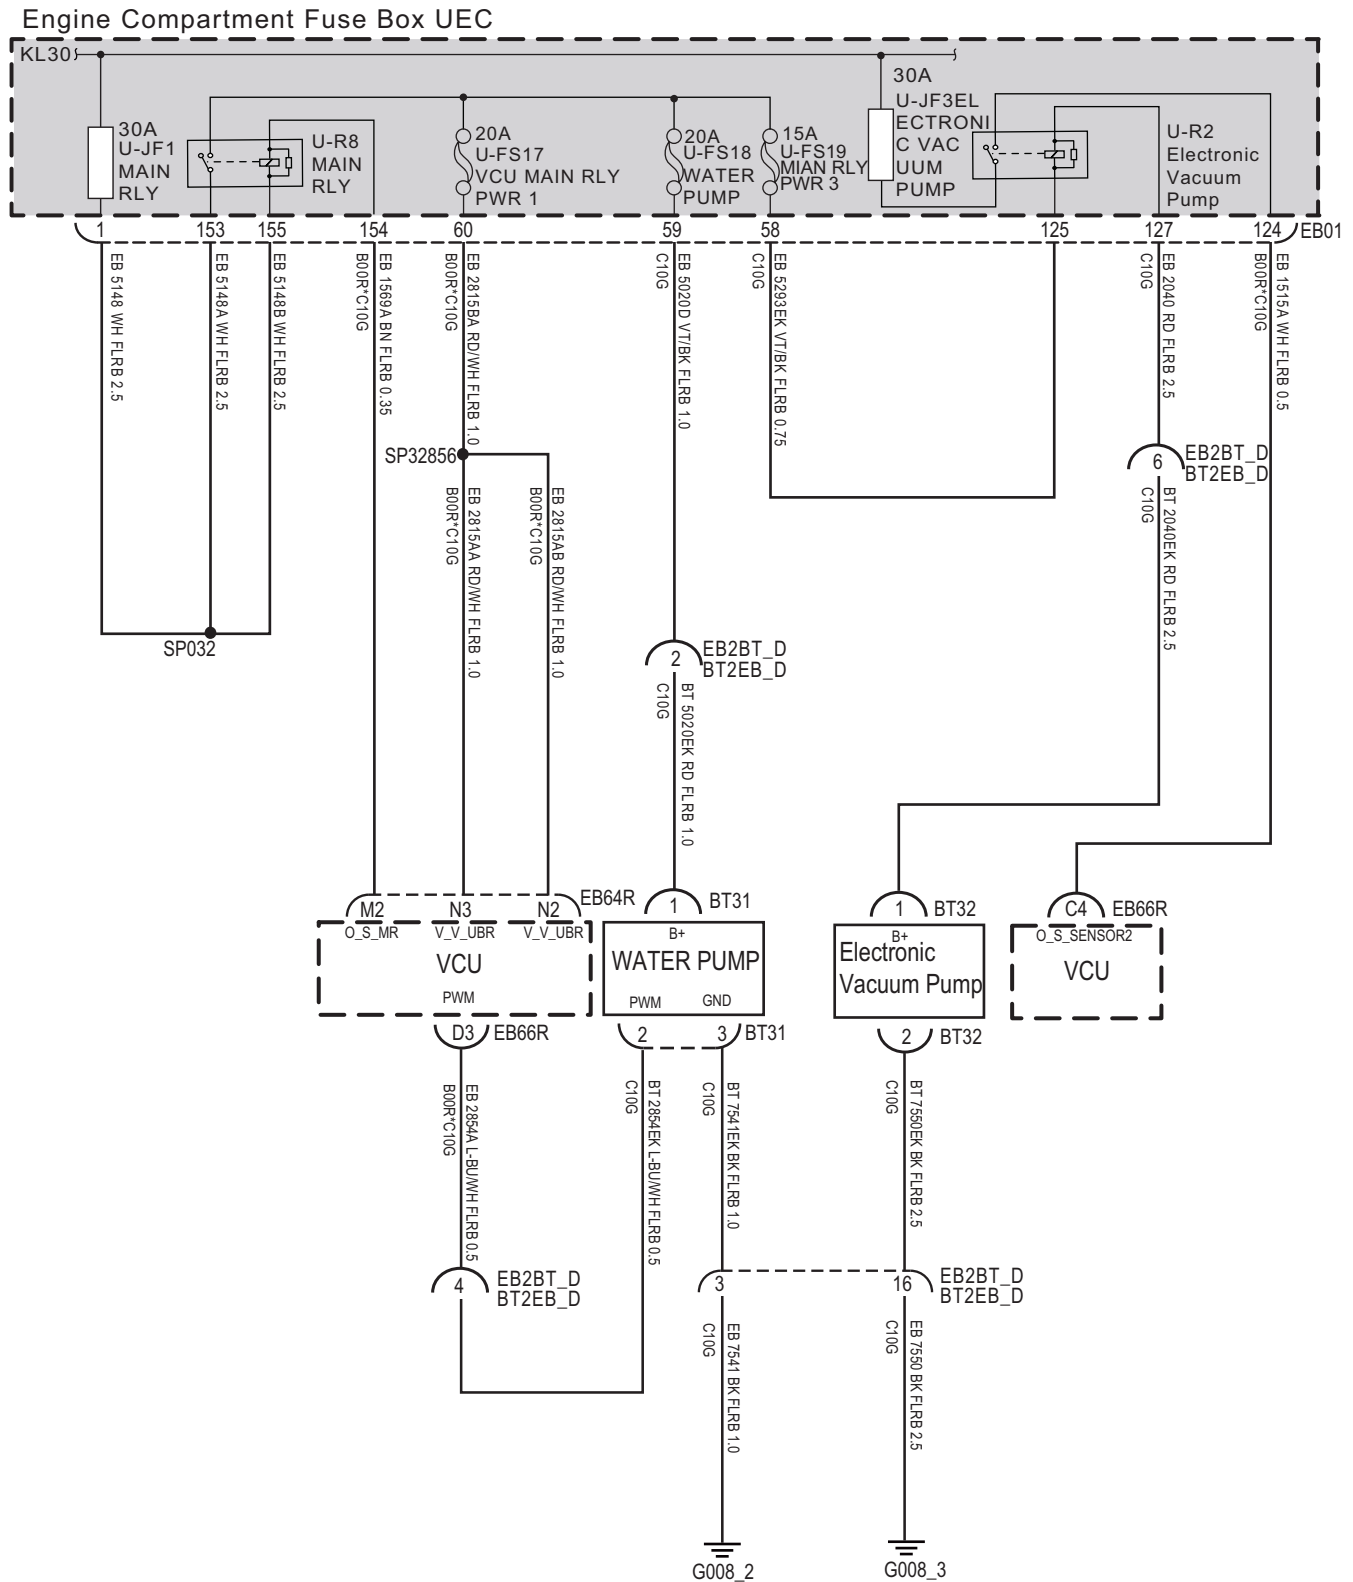 Engine Compartment Fuse Box UEC
KL30
30A
U-JF1
MAIN
RLY
U-R8
MAIN
RLY
20A
U-FS17
VCU MAIN RLY
PWR 1
20A
U-FS18
WATER
PUMP
15A
U-FS19
MIAN RLY
PWR 3
30A
U-JF3EL
ECTRONI
C VAC
UUM
PUMP
U-R2
Electronic
Vacuum
Pump
1
153
155
154
60
59
58
125
127
124
EB01
EB 5148 WH FLRB 2.5
EB 5148A WH FLRB 2.5
EB 5148B WH FLRB 2.5
EB 1569A BN FLRB 0.35
B00R*C10G
EB 2815BA RD/WH FLRB 1.0
B00R*C10G
EB 5020D VT/BK FLRB 1.0
C10G
EB 5293EK VT/BK FLRB 0.75
C10G
EB 2040 RD FLRB 2.5
C10G
EB 1515A WH FLRB 0.5
B00R*C10G
SP32856
6
EB2BT_D
BT2EB_D
EB 2815AA RD/WH FLRB 1.0
B00R*C10G
EB 2815AB RD/WH FLRB 1.0
B00R*C10G
BT 2040EK RD FLRB 2.5
C10G
SP032
2
EB2BT_D
BT2EB_D
BT 5020EK RD FLRB 1.0
C10G
M2
N3
N2
EB64R
O_S_MR
V_V_UBR
V_V_UBR
VCU
PWM
D3
EB66R
1
BT31
B+
WATER PUMP
PWM
GND
2
3
BT31
1
BT32
B+
Electronic
Vacuum Pump
2
BT32
C4
EB66R
O_S_SENSOR2
VCU
EB 2854A L-BU/WH FLRB 0.5
B00R*C10G
BT 2854EK L-BU/WH FLRB 0.5
C10G
BT 7541EK BK FLRB 1.0
C10G
BT 7550EK BK FLRB 2.5
C10G
4
EB2BT_D
BT2EB_D
3
16
EB2BT_D
BT2EB_D
EB 7541 BK FLRB 1.0
C10G
EB 7550 BK FLRB 2.5
C10G
G008_2
G008_3